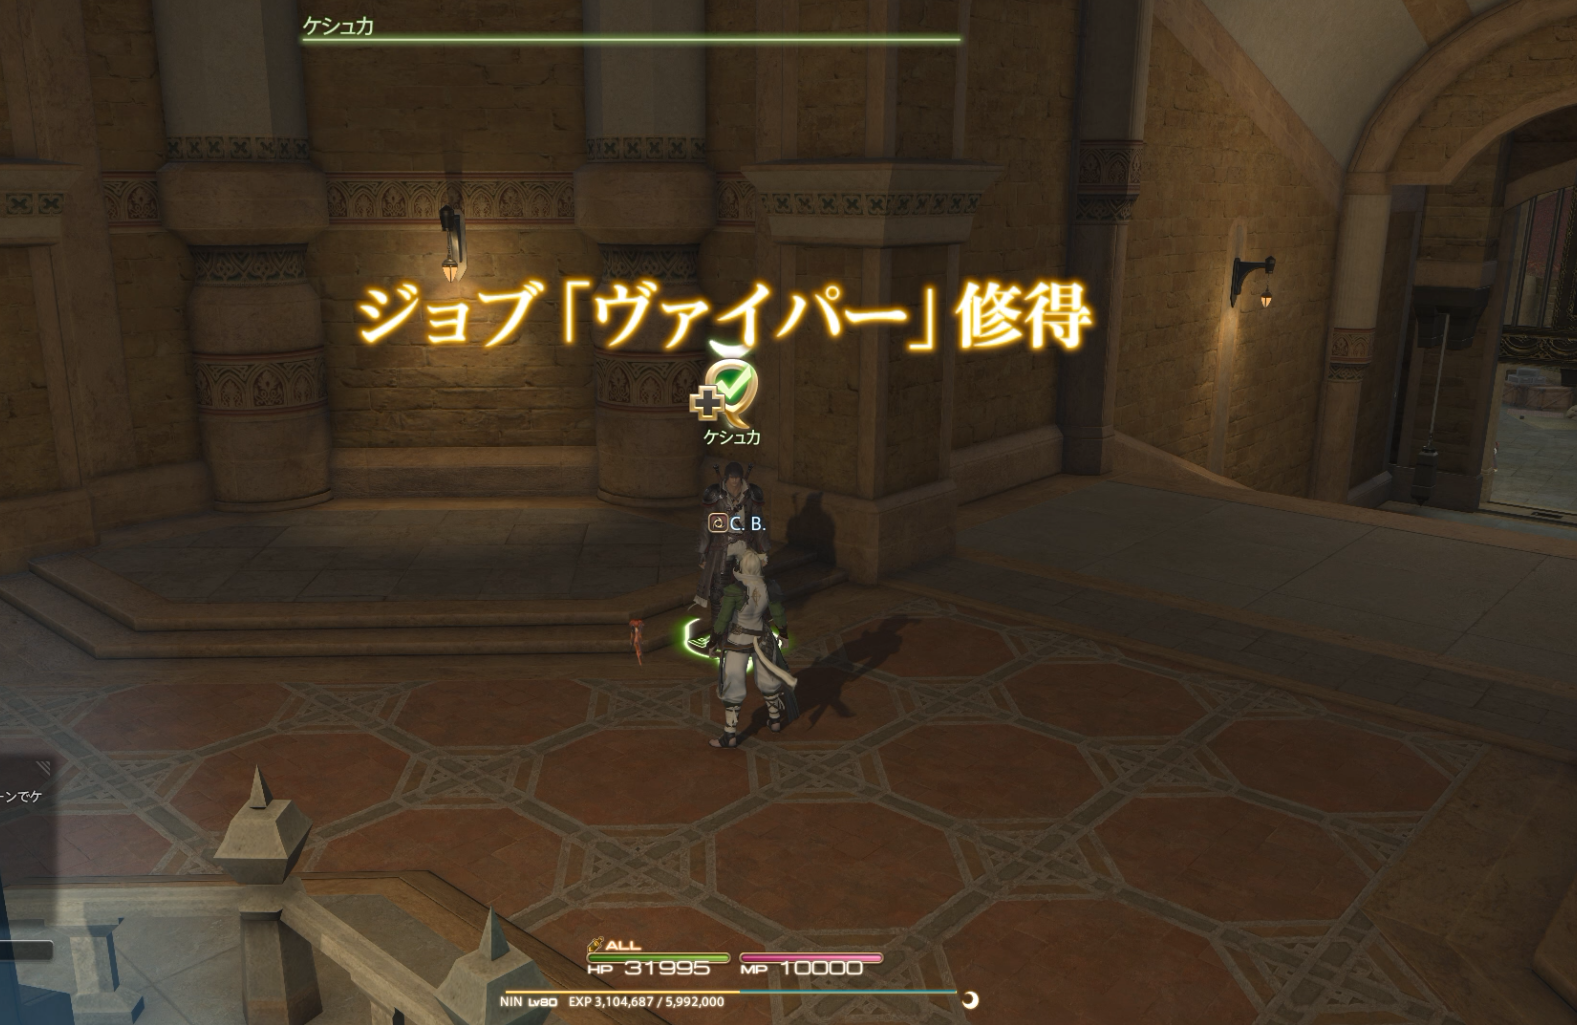 ケシュカ
ジョブ「ヴァイパー」修得
ケシュカ
C. B.
ーンでケ
ALL
HP 31995 MP 10000
NIN Lv80 EXP 3,104,687 / 5,992,000